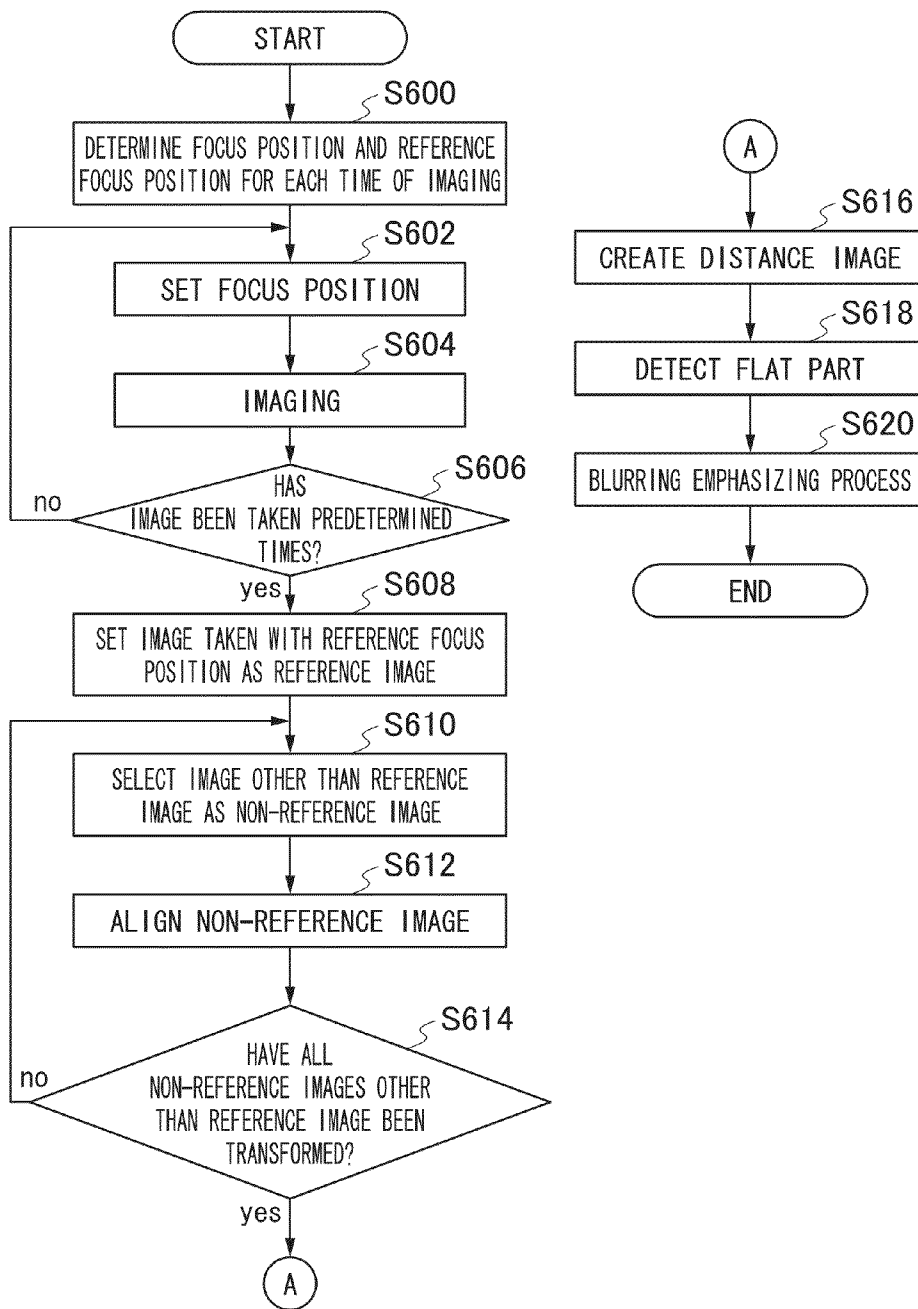 START
S600
DETERMINE FOCUS POSITION AND REFERENCE
FOCUS POSITION FOR EACH TIME OF IMAGING
S602
SET FOCUS POSITION
S604
IMAGING
S606
HAS
IMAGE BEEN TAKEN PREDETERMINED
TIMES?
no
yes
S608
SET IMAGE TAKEN WITH REFERENCE FOCUS
POSITION AS REFERENCE IMAGE
S610
SELECT IMAGE OTHER THAN REFERENCE
IMAGE AS NON-REFERENCE IMAGE
S612
ALIGN NON-REFERENCE IMAGE
S614
HAVE ALL
NON-REFERENCE IMAGES OTHER
THAN REFERENCE IMAGE BEEN
TRANSFORMED?
no
yes
A
A
S616
CREATE DISTANCE IMAGE
S618
DETECT FLAT PART
S620
BLURRING EMPHASIZING PROCESS
END